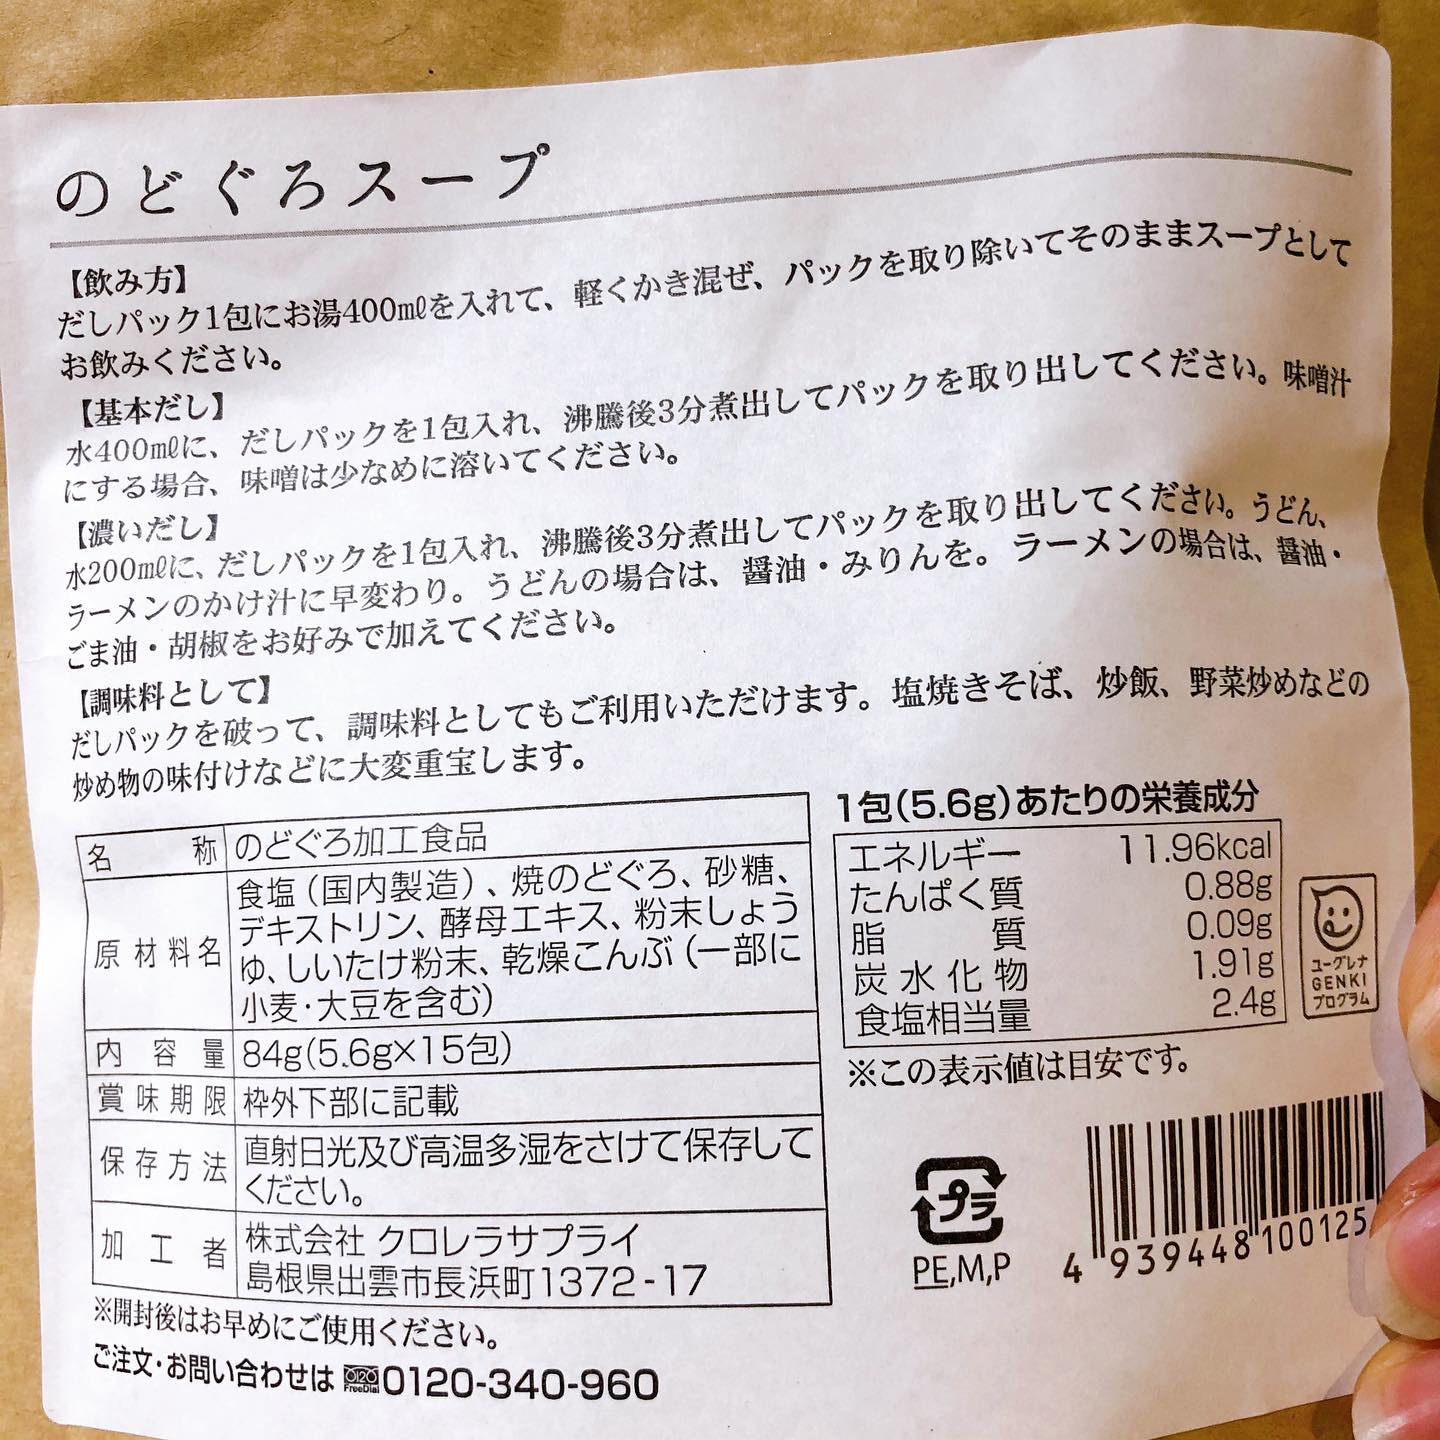 のどぐろスープ
【飲み方】
だしパック1包にお湯400mlを入れて、軽くかき混ぜ、パックを取り除いてそのままスープとして
お飲みください。
【基本だし】
水400mlに、だしパックを1包入れ、沸騰後3分煮出してパックを取り出してください。味噌汁
にする場合、味噌は少なめに溶いてください。
【濃いだし】
水200mlに、だしパックを1包入れ、沸騰後3分煮出してパックを取り出してください。うどん、
ラーメンのかけ汁に早変わり。うどんの場合は、醤油・みりんを。ラーメンの場合は、醤油・
ごま油・胡椒をお好みで加えてください。
【調味料として】
だしパックを破って、調味料としてもご利用いただけます。塩焼きそば、炒飯、野菜炒めなどの
炒め物の味付けなどに大変重宝します。
名称 のどぐろ加工食品
原材料名 食塩(国内製造)、焼のどぐろ、砂糖、
デキストリン、酵母エキス、粉末しょう
ゆ、しいたけ粉末、乾燥こんぶ(一部に
小麦・大豆を含む)
内容量 84g(5.6g×15包)
賞味期限 枠外下部に記載
保存方法 直射日光及び高温多湿をさけて保存して
ください。
加工者 株式会社 クロレラサプライ
島根県出雲市長浜町1372-17
※開封後はお早めにご使用ください。
ご注文・お問い合わせは 0120 FreeDial 0120-340-960
1包(5.6g)あたりの栄養成分
エネルギー 11.96kcal
たんぱく質 0.88g
脂質 0.09g
炭水化物 1.91g
食塩相当量 2.4g
※この表示値は目安です。
ユーグレナ
GENKI
プログラム
プラ
PE,M,P
4 939448 100125